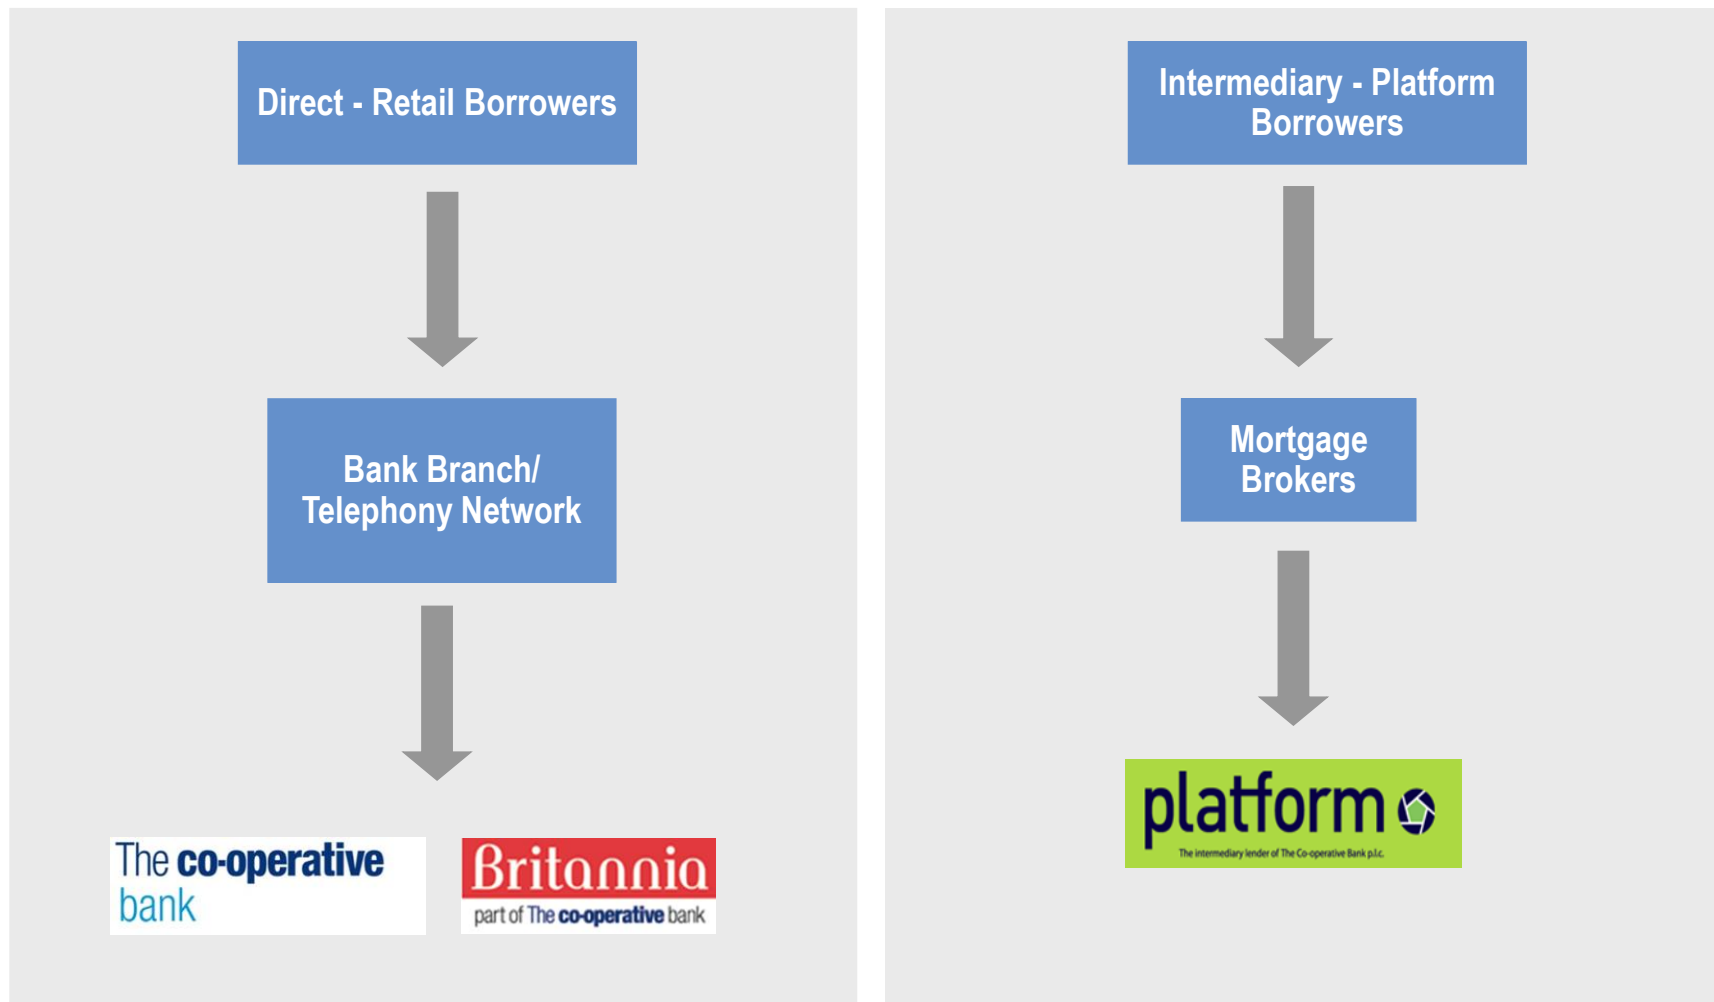 Direct - Retail Borrowers
Bank Branch/
Telephony Network
The co-operative
bank
Britannia
part of The co-operative bank
Intermediary - Platform
Borrowers
Mortgage
Brokers
platform
The intermediary lender of The Co-operative Bank p.l.c.